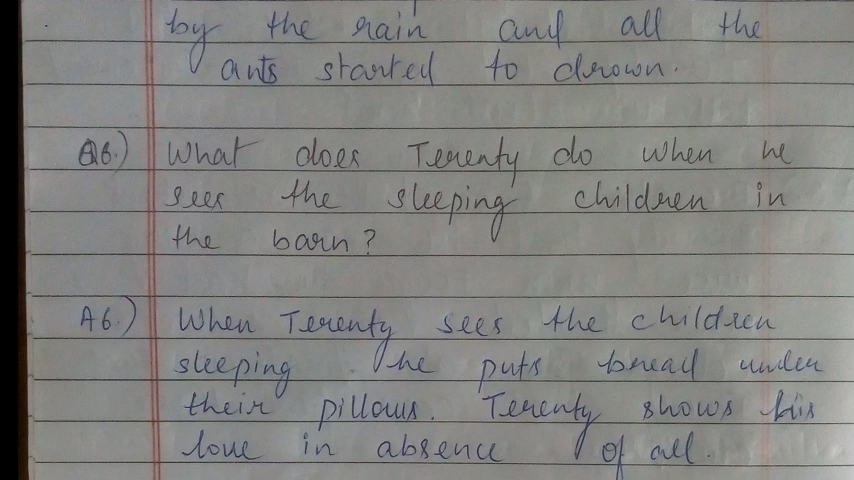 by the rain and all the
ants started to drown.
Q6.) What does Terenty do when he
sees the sleeping children in
the barn?
A6.) When Terenty sees the children
sleeping. he puts bread under
their pillows. Terenty shows his
love in absence of all.